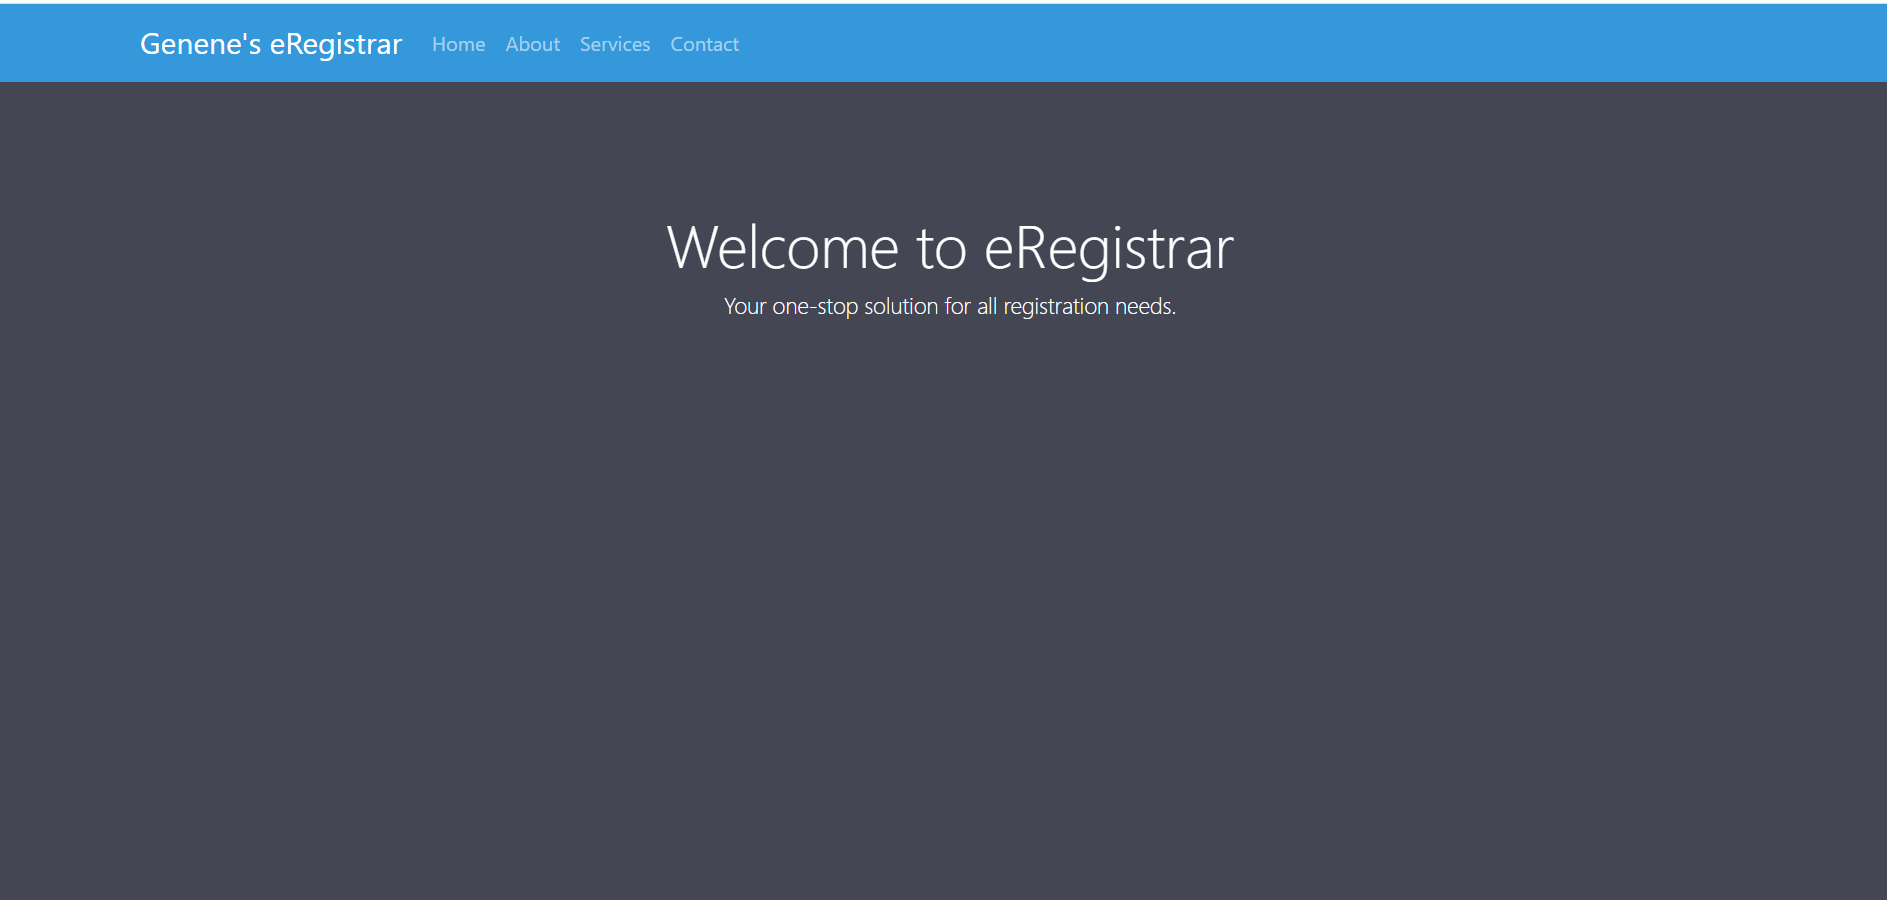 Genene's eRegistrar Home About Services Contact
Welcome to eRegistrar
Your one-stop solution for all registration needs.